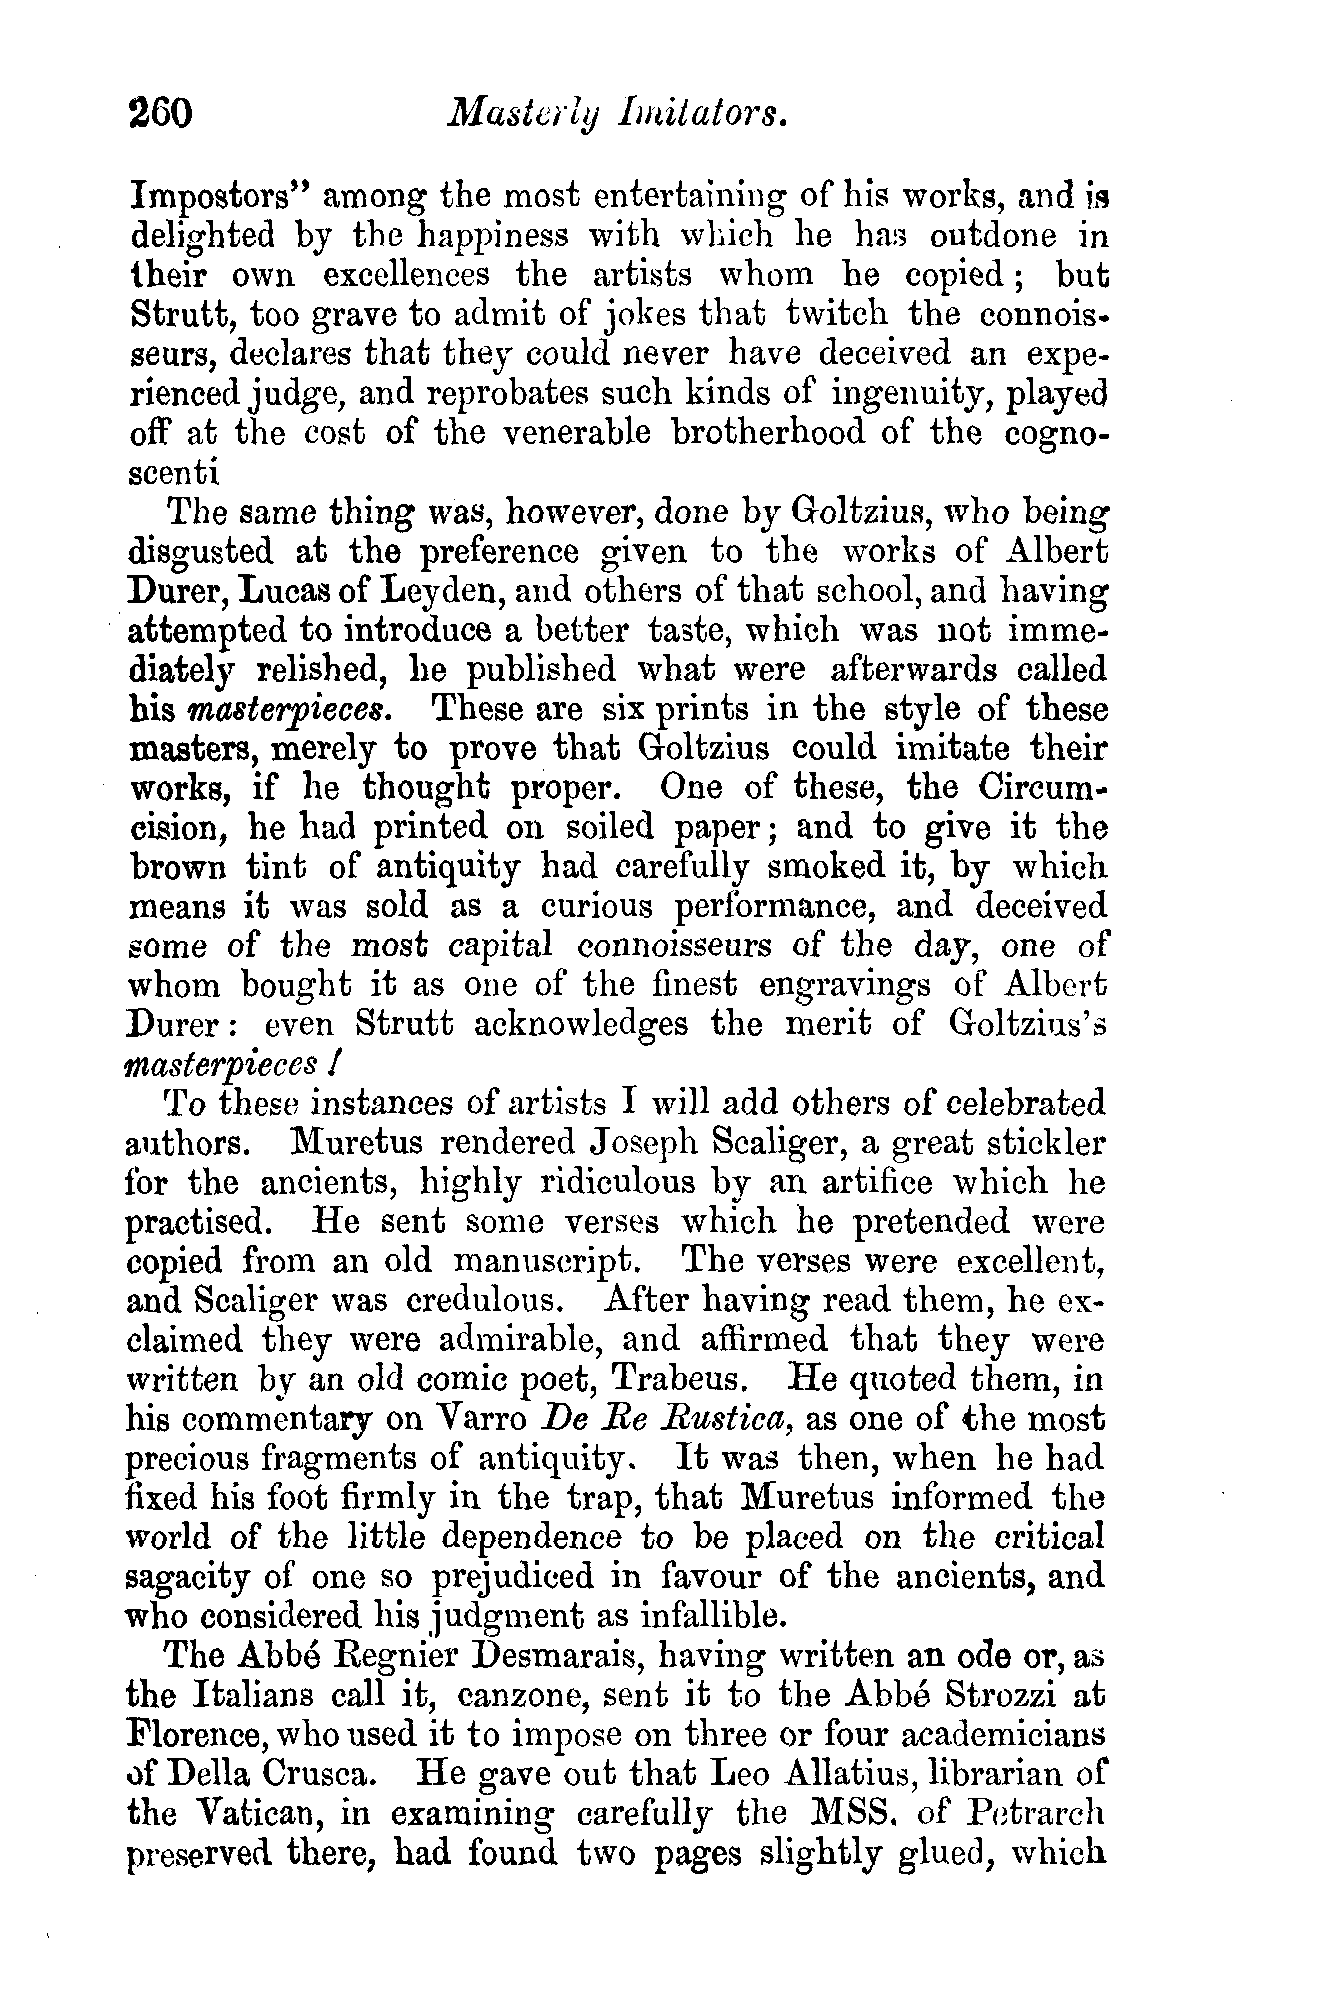 260 Masterly Imitators.
Impostors" among the most entertaining of his works, and is
delighted by the happiness with which he has outdone in
their own excellences the artists whom he copied ; but
Strutt, too grave to admit of jokes that twitch the connois-
seurs, declares that they could never have deceived an expe-
rienced judge, and reprobates such kinds of ingenuity, played
off at the cost of the venerable brotherhood of the cogno-
scenti
The same thing was, however, done by Goltzius, who being
disgusted at the preference given to the works of Albert
Durer, Lucas of Leyden, and others of that school, and having
attempted to introduce a better taste, which was not imme-
diately relished, he published what were afterwards called
his masterpieces. These are six prints in the style of these
masters, merely to prove that Goltzius could imitate their
works, if he thought proper. One of these, the Circum-
cision, he had printed on soiled paper; and to give it the
brown tint of antiquity had carefully smoked it, by which
means it was sold as a curious performance, and deceived
some of the most capital connoisseurs of the day, one of
whom bought it as one of the finest engravings of Albert
Durer : even Strutt acknowledges the merit of Goltzius's
masterpieces !
To these instances of artists I will add others of celebrated
authors. Muretus rendered Joseph Scaliger, a great stickler
for the ancients, highly ridiculous by an artifice which he
practised. He sent some verses which he pretended were
copied from an old manuscript. The verses were excellent,
and Scaliger was credulous. After having read them, he ex-
claimed they were admirable, and affirmed that they were
written by an old comic poet, Trabeus. He quoted them, in
his commentary on Varro De Re Rustica, as one of the most
precious fragments of antiquity. It was then, when he had
fixed his foot firmly in the trap, that Muretus informed the
world of the little dependence to be placed on the critical
sagacity of one so prejudiced in favour of the ancients, and
who considered his judgment as infallible.
The Abbé Regnier Desmarais, having written an ode or, as
the Italians call it, canzone, sent it to the Abbé Strozzi at
Florence, who used it to impose on three or four academicians
of Della Crusca. He gave out that Leo Allatius, librarian of
the Vatican, in examining carefully the MSS. of Petrarch
preserved there, had found two pages slightly glued, which